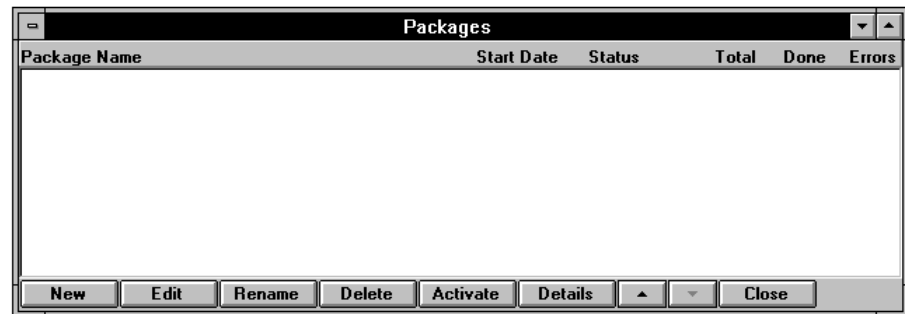 Packages
Package Name Start Date Status Total Done Errors
New Edit Rename Delete Activate Details Close